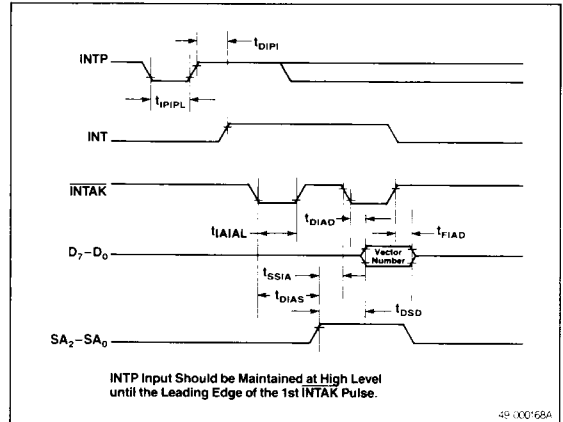 tDIPI
INTP
tIPIPL
INT
INTAK
tDIAD
tFIAD
tIAIAL
D7–D0
Vector
Number
tSSIA
tDIAS
tDSD
SA2–SA0
INTP Input Should be Maintained at High Level
until the Leading Edge of the 1st INTAK Pulse.
49-000168A